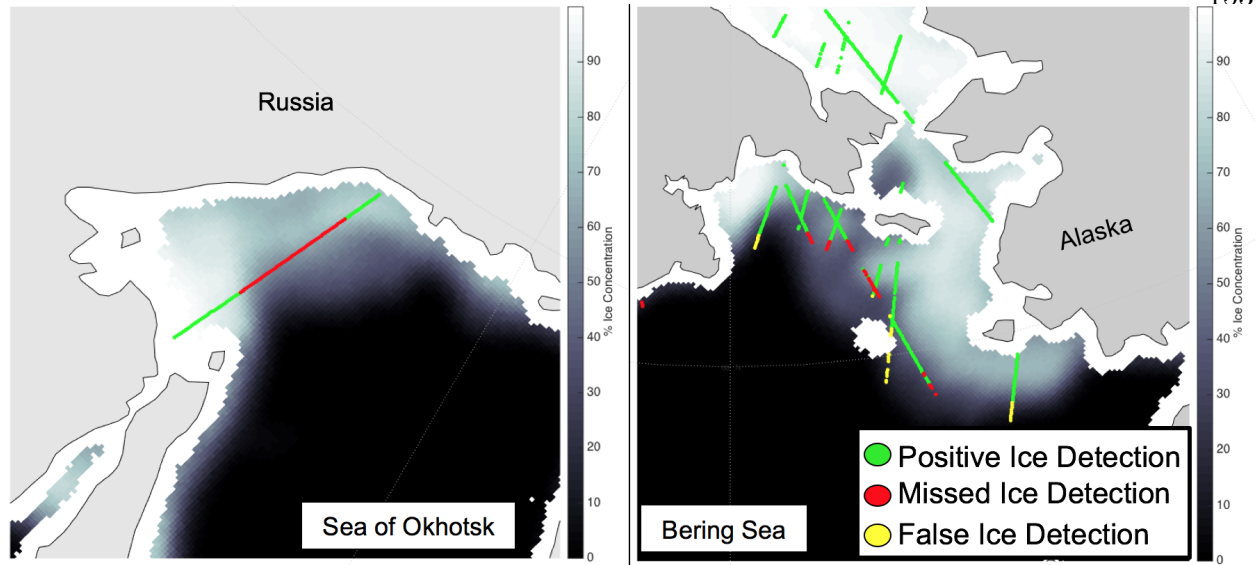 Russia
Sea of Okhotsk
90
80
70
60
50
40
30
20
10
0
% Ice Concentration
Alaska
Bering Sea
Positive Ice Detection
Missed Ice Detection
False Ice Detection
90
80
70
60
50
40
30
20
10
0
% Ice Concentration